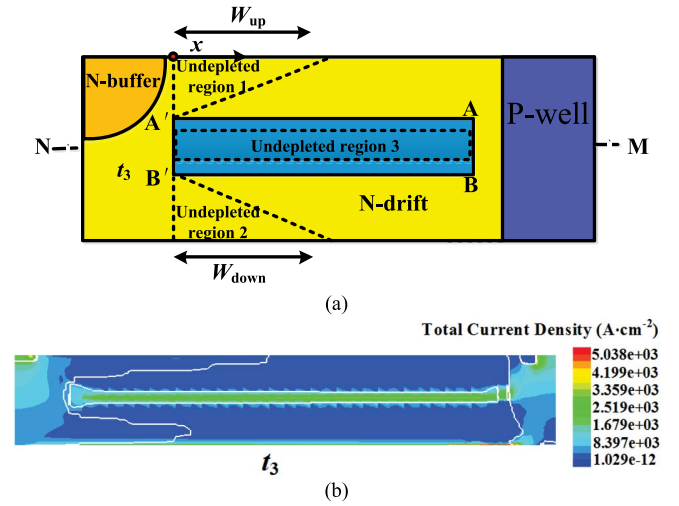 W_up
x
Undepleted
region 1
N-buffer
A′
A
P-well
N
Undepleted region 3
M
t₃
B′
B
N-drift
Undepleted
region 2
W_down
(a)
Total Current Density (A·cm⁻²)
5.038e+03
4.199e+03
3.359e+03
2.519e+03
1.679e+03
8.397e+03
1.029e-12
t₃
(b)